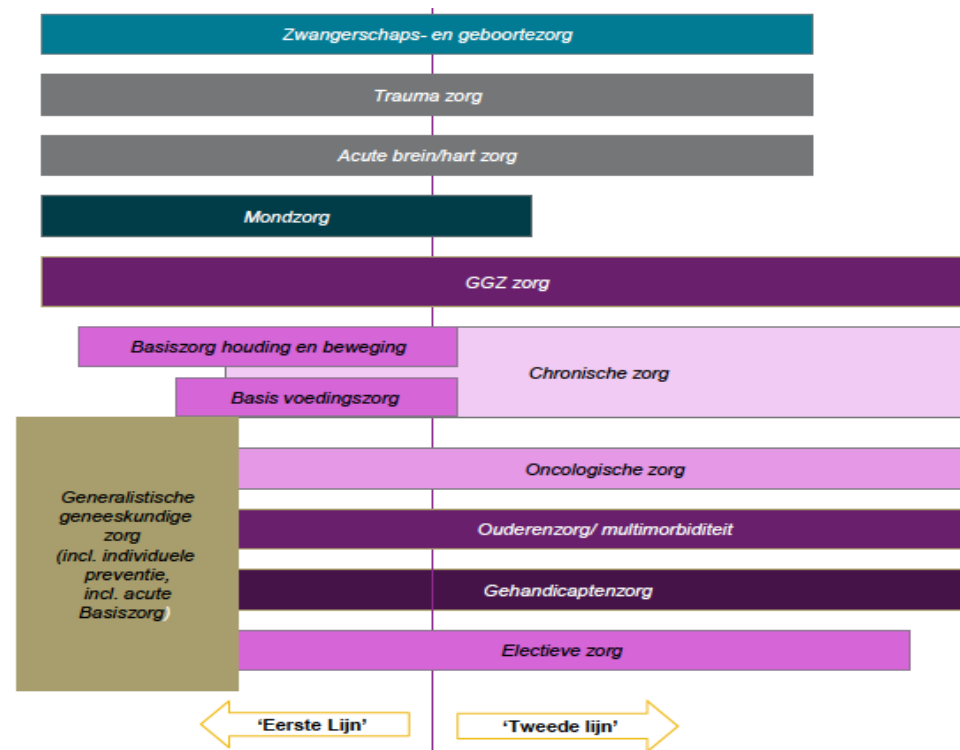 Zwangerschaps- en geboortezorg
Trauma zorg
Acute brein/hart zorg
Mondzorg
GGZ zorg
Basiszorg houding en beweging
Chronische zorg
Basis voedingszorg
Oncologische zorg
Generalistische
geneeskundige
zorg
(incl. individuele
preventie,
incl. acute
Basiszorg)
Ouderenzorg/ multimorbiditeit
Gehandicaptenzorg
Electieve zorg
‘Eerste Lijn’
‘Tweede lijn’